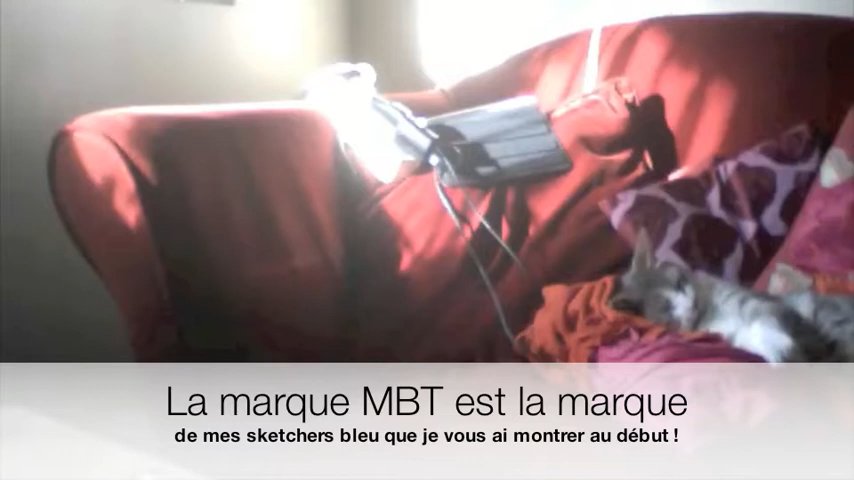 La marque MBT est la marque
de mes sketchers bleu que je vous ai montrer au début !